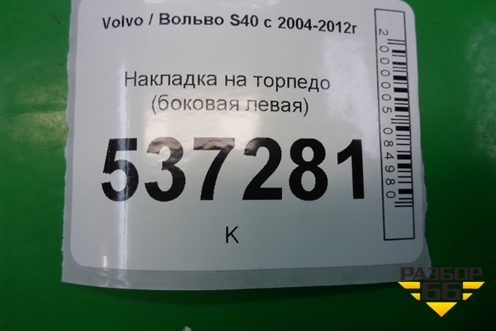 Volvo / Вольво S40 с 2004-2012г
Накладка на торпедо
(боковая левая)
537281
К
2000005084980
РАЗБОР
66